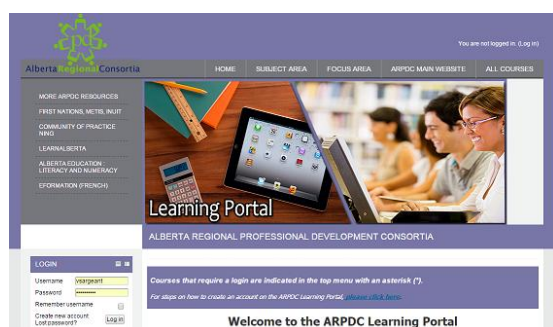 You are not logged in. (Log in)
apdc
Alberta Regional Consortia
HOME
SUBJECT AREA
FOCUS AREA
ARPDC MAIN WEBSITE
ALL COURSES
MORE ARPDC RESOURCES
FIRST NATIONS, METIS, INUIT
COMMUNITY OF PRACTICE
NING
LEARNALBERTA
ALBERTA EDUCATION :
LITERACY AND NUMERACY
EFORMATION (FRENCH)
Learning Portal
ALBERTA REGIONAL PROFESSIONAL DEVELOPMENT CONSORTIA
LOGIN
Username vsargeant
Password
Remember username
Create new account
Lost password?
Log in
Courses that require a login are indicated in the top menu with an asterisk (*).
For steps on how to create an account on the ARPDC Learning Portal, please click here.
Welcome to the ARPDC Learning Portal